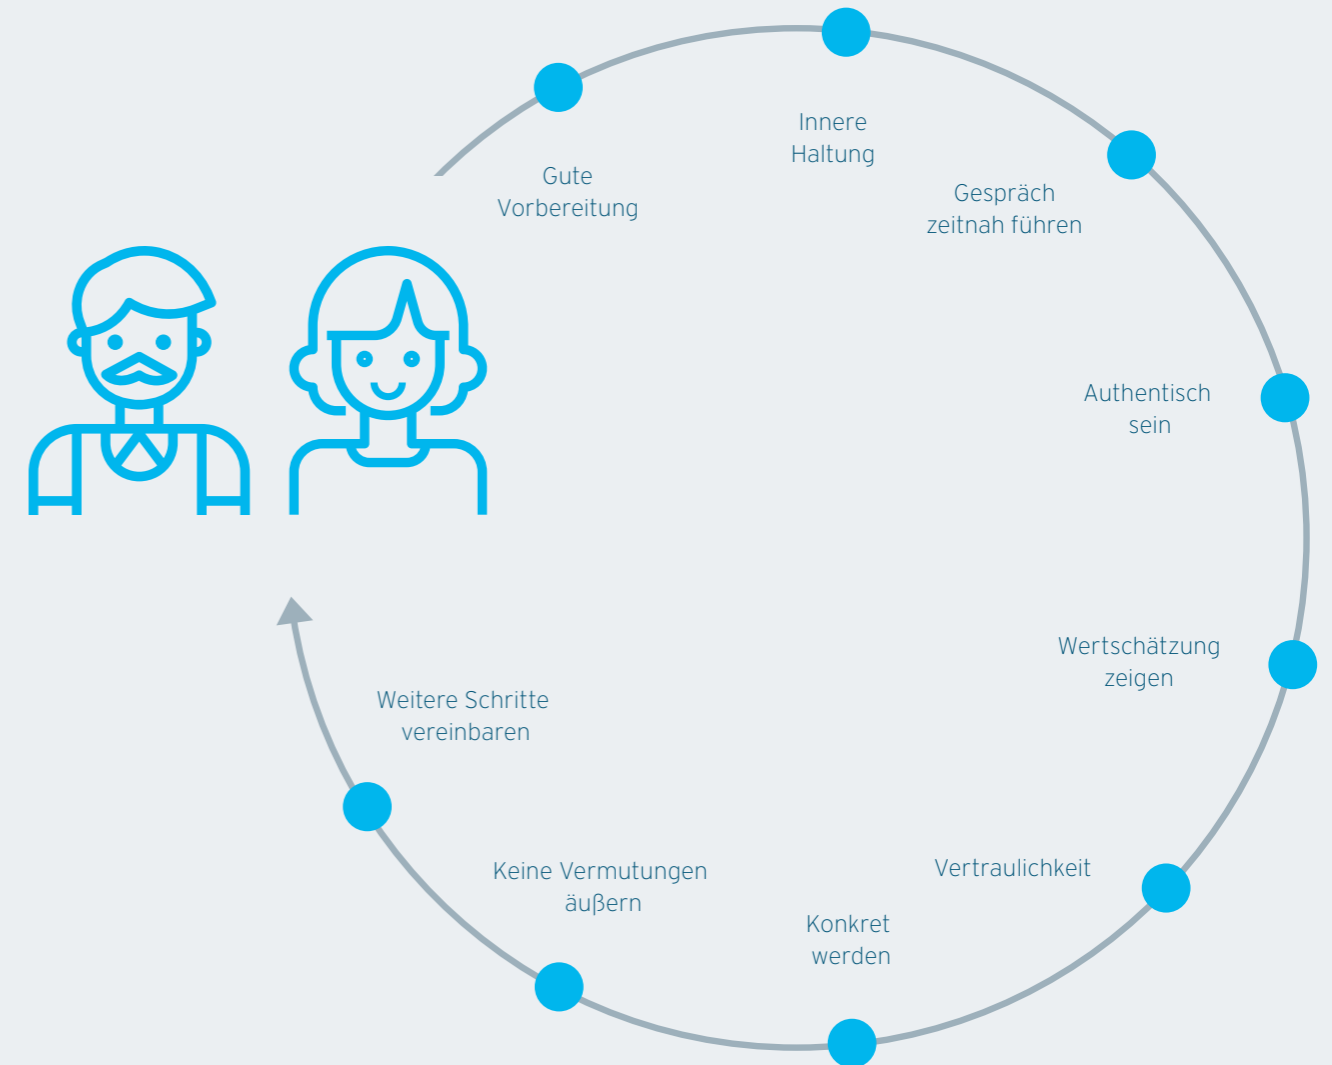 Gute
Vorbereitung
Innere
Haltung
Gespräch
zeitnah führen
Authentisch
sein
Wertschätzung
zeigen
Vertraulichkeit
Konkret
werden
Keine Vermutungen
äußern
Weitere Schritte
vereinbaren